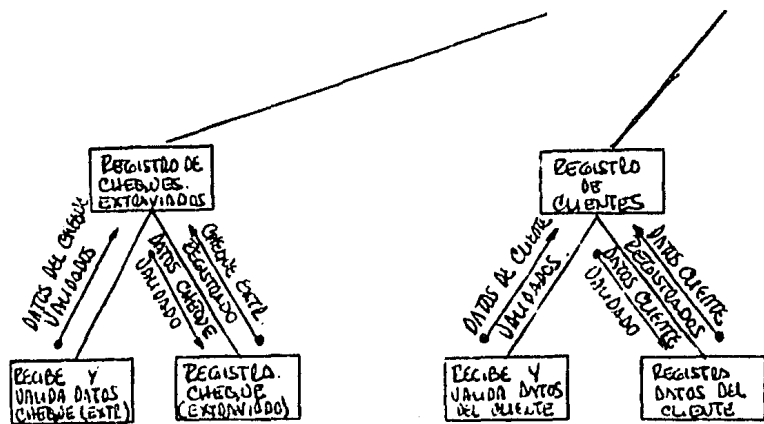 REGISTRO DE
CHEQUES.
EXTRAVIADOS
REGISTRO
DE
CLIENTES
DATOS DEL CHEQUE
VALIDADOS
DATOS CHEQUE
VALIDADO
CHEQUE EXTR.
REGISTRADO
DATOS DE CLIENTE
VALIDADOS.
DATOS CLIENTE
VALIDADO
DATOS CLIENTE
REGISTRADOS
RECIBE Y
VALIDA DATOS
CHEQUE (EXTR)
REGISTRA.
CHEQUE
(EXTRAVIADO)
RECIBE Y
VALIDA DATOS
DEL CLIENTE
REGISTRA
DATOS DEL
CLIENTE